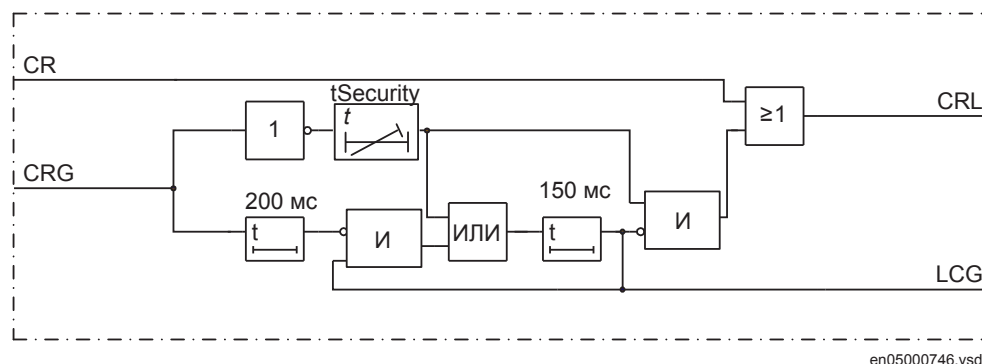 CR
tSecurity
t
CRL
≥1
1
CRG
200 мс
150 мс
t
И
ИЛИ
t
И
LCG
en05000746.vsd